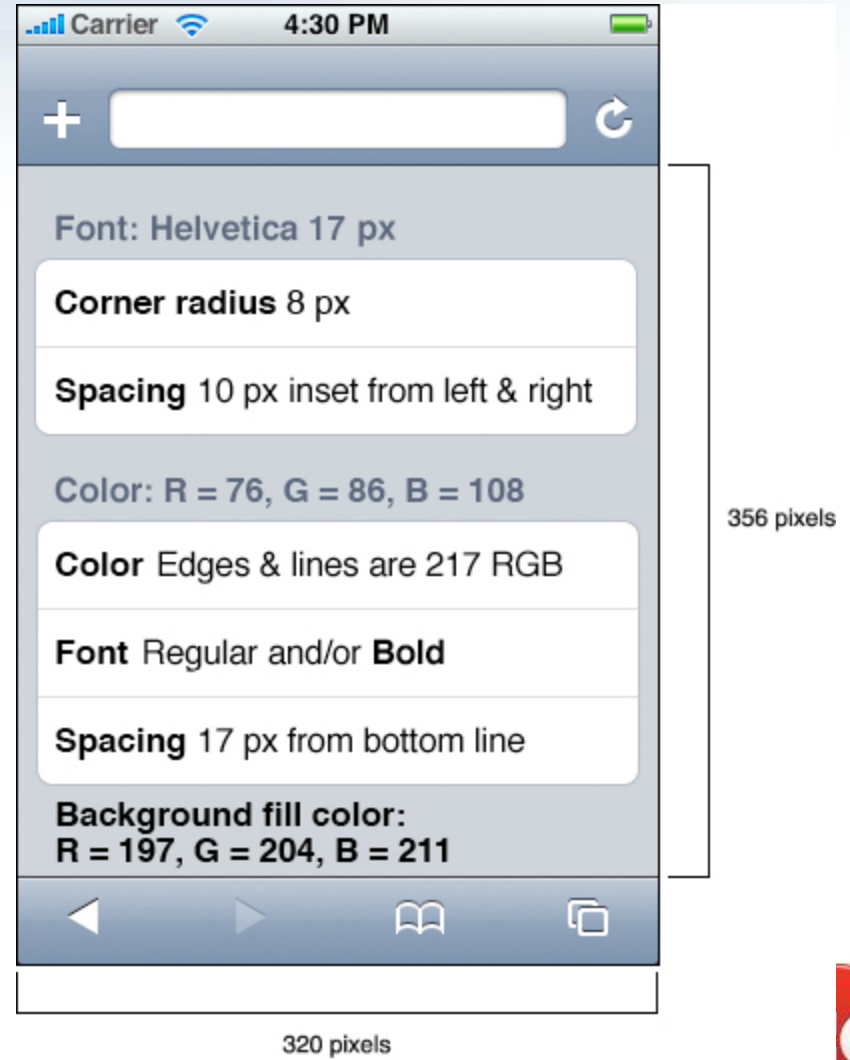 Carrier 4:30 PM
Font: Helvetica 17 px
Corner radius 8 px
Spacing 10 px inset from left & right
Color: R = 76, G = 86, B = 108
356 pixels
Color Edges & lines are 217 RGB
Font Regular and/or Bold
Spacing 17 px from bottom line
Background fill color:
R = 197, G = 204, B = 211
320 pixels